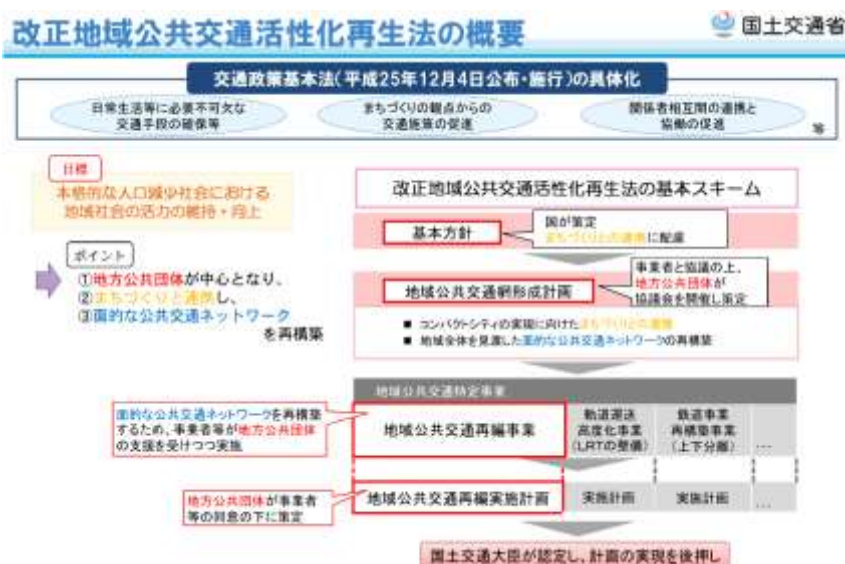 改正地域公共交通活性化再生法の概要
国土交通省
交通政策基本法(平成25年12月4日公布・施行)の具体化
日常生活等に必要不可欠な
交通手段の確保等
まちづくりの観点からの
交通施策の促進
関係者相互間の連携と
協働の促進
等
目標
本格的な人口減少社会における
地域社会の活力の維持・向上
ポイント
①地方公共団体が中心となり、
②まちづくりと連携し、
③面的な公共交通ネットワーク
を再構築
改正地域公共交通活性化再生法の基本スキーム
基本方針
国が策定
まちづくりとの連携に配慮
地域公共交通網形成計画
事業者と協議の上、
地方公共団体が
協議会を開催し策定
■ コンパクトシティの実現に向けたまちづくりとの連携
■ 地域全体を見渡した面的な公共交通ネットワークの再構築
地域公共交通特定事業
面的な公共交通ネットワークを再構築
するため、事業者等が地方公共団体
の支援を受けつつ実施
地域公共交通再編事業
軌道運送
高度化事業
(LRTの整備)
鉄道事業
再構築事業
(上下分離)
…
地方公共団体が事業者
等の同意の下に策定
地域公共交通再編実施計画
実施計画
実施計画
…
国土交通大臣が認定し、計画の実現を後押し